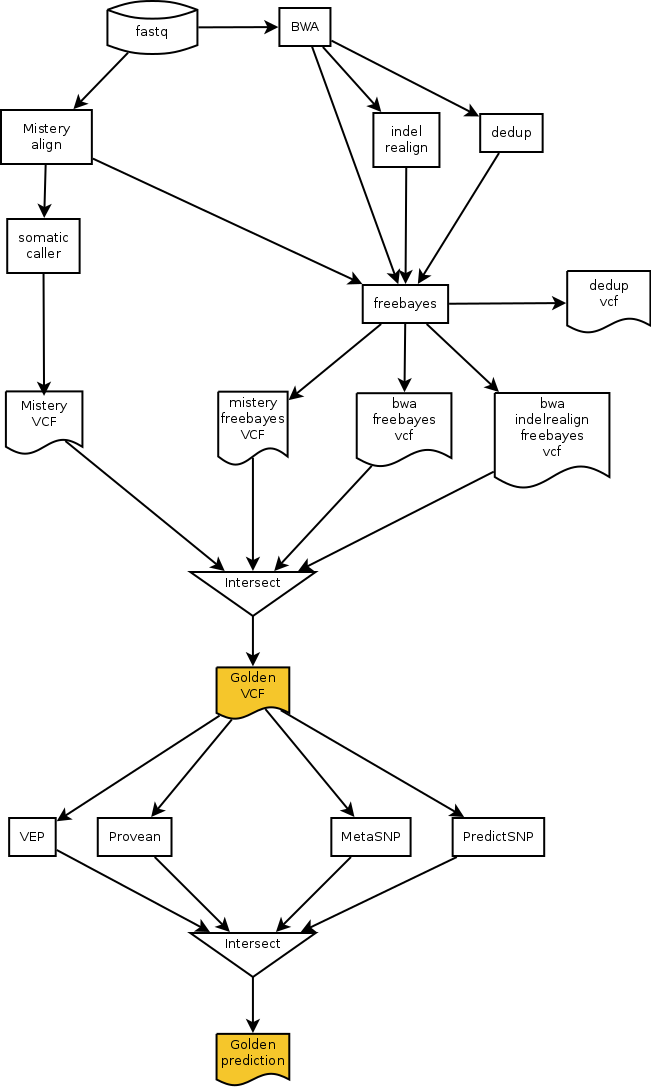 fastq
BWA
Mistery
align
indel
realign
dedup
somatic
caller
freebayes
dedup
vcf
Mistery
VCF
mistery
freebayes
VCF
bwa
freebayes
vcf
bwa
indelrealign
freebayes
vcf
Intersect
Golden
VCF
VEP
Provean
MetaSNP
PredictSNP
Intersect
Golden
prediction